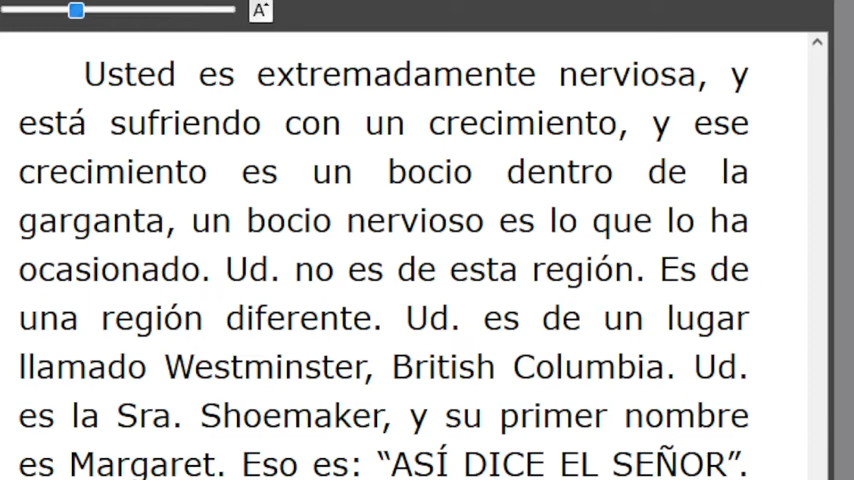 A
Usted es extremadamente nerviosa, y
está sufriendo con un crecimiento, y ese
crecimiento es un bocio dentro de la
garganta, un bocio nervioso es lo que lo ha
ocasionado. Ud. no es de esta región. Es de
una región diferente. Ud. es de un lugar
llamado Westminster, British Columbia. Ud.
es la Sra. Shoemaker, y su primer nombre
es Margaret. Eso es: “ASÍ DICE EL SEÑOR”.